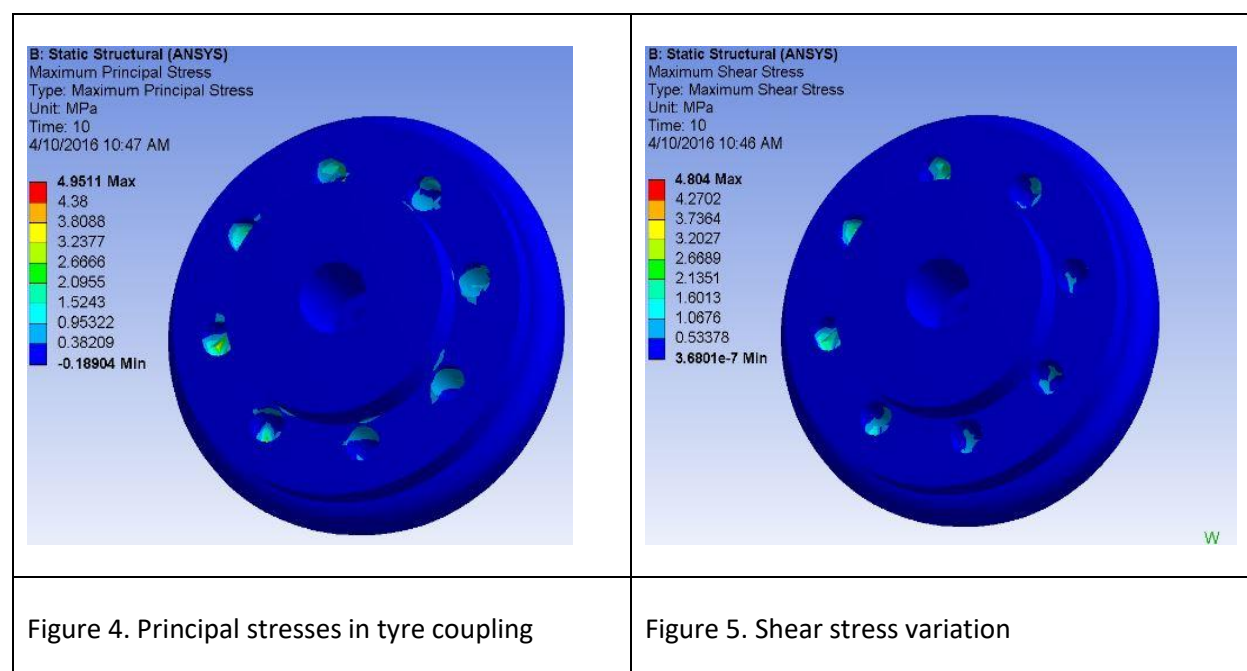 B: Static Structural (ANSYS)
Maximum Principal Stress
Type: Maximum Principal Stress
Unit: MPa
Time: 10
4/10/2016 10:47 AM
4.9511 Max
4.38
3.8088
3.2377
2.6666
2.0955
1.5243
0.95322
0.38209
-0.18904 Min
B: Static Structural (ANSYS)
Maximum Shear Stress
Type: Maximum Shear Stress
Unit: MPa
Time: 10
4/10/2016 10:46 AM
4.804 Max
4.2702
3.7364
3.2027
2.6689
2.1351
1.6013
1.0676
0.53378
3.6801e-7 Min
W
Figure 4. Principal stresses in tyre coupling
Figure 5. Shear stress variation